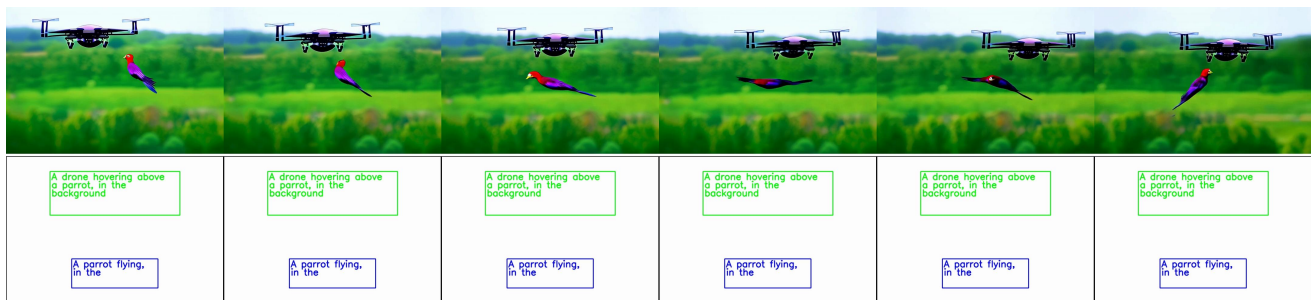 A drone hovering above
a parrot, in the
background
A drone hovering above
a parrot, in the
background
A drone hovering above
a parrot, in the
background
A drone hovering above
a parrot, in the
background
A drone hovering above
a parrot, in the
background
A drone hovering above
a parrot, in the
background
A parrot flying,
in the
A parrot flying,
in the
A parrot flying,
in the
A parrot flying,
in the
A parrot flying,
in the
A parrot flying,
in the